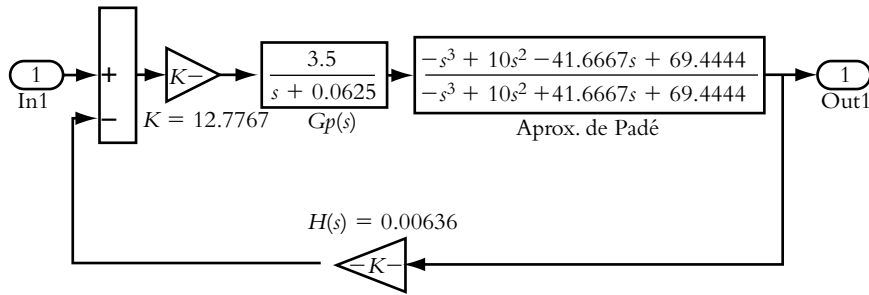 1
In1
+
−
K−
K = 12.7767
3.5
s + 0.0625
Gp(s)
−s³ + 10s² −41.6667s + 69.4444
−s³ + 10s² +41.6667s + 69.4444
Aprox. de Padé
1
Out1
H(s) = 0.00636
−K−